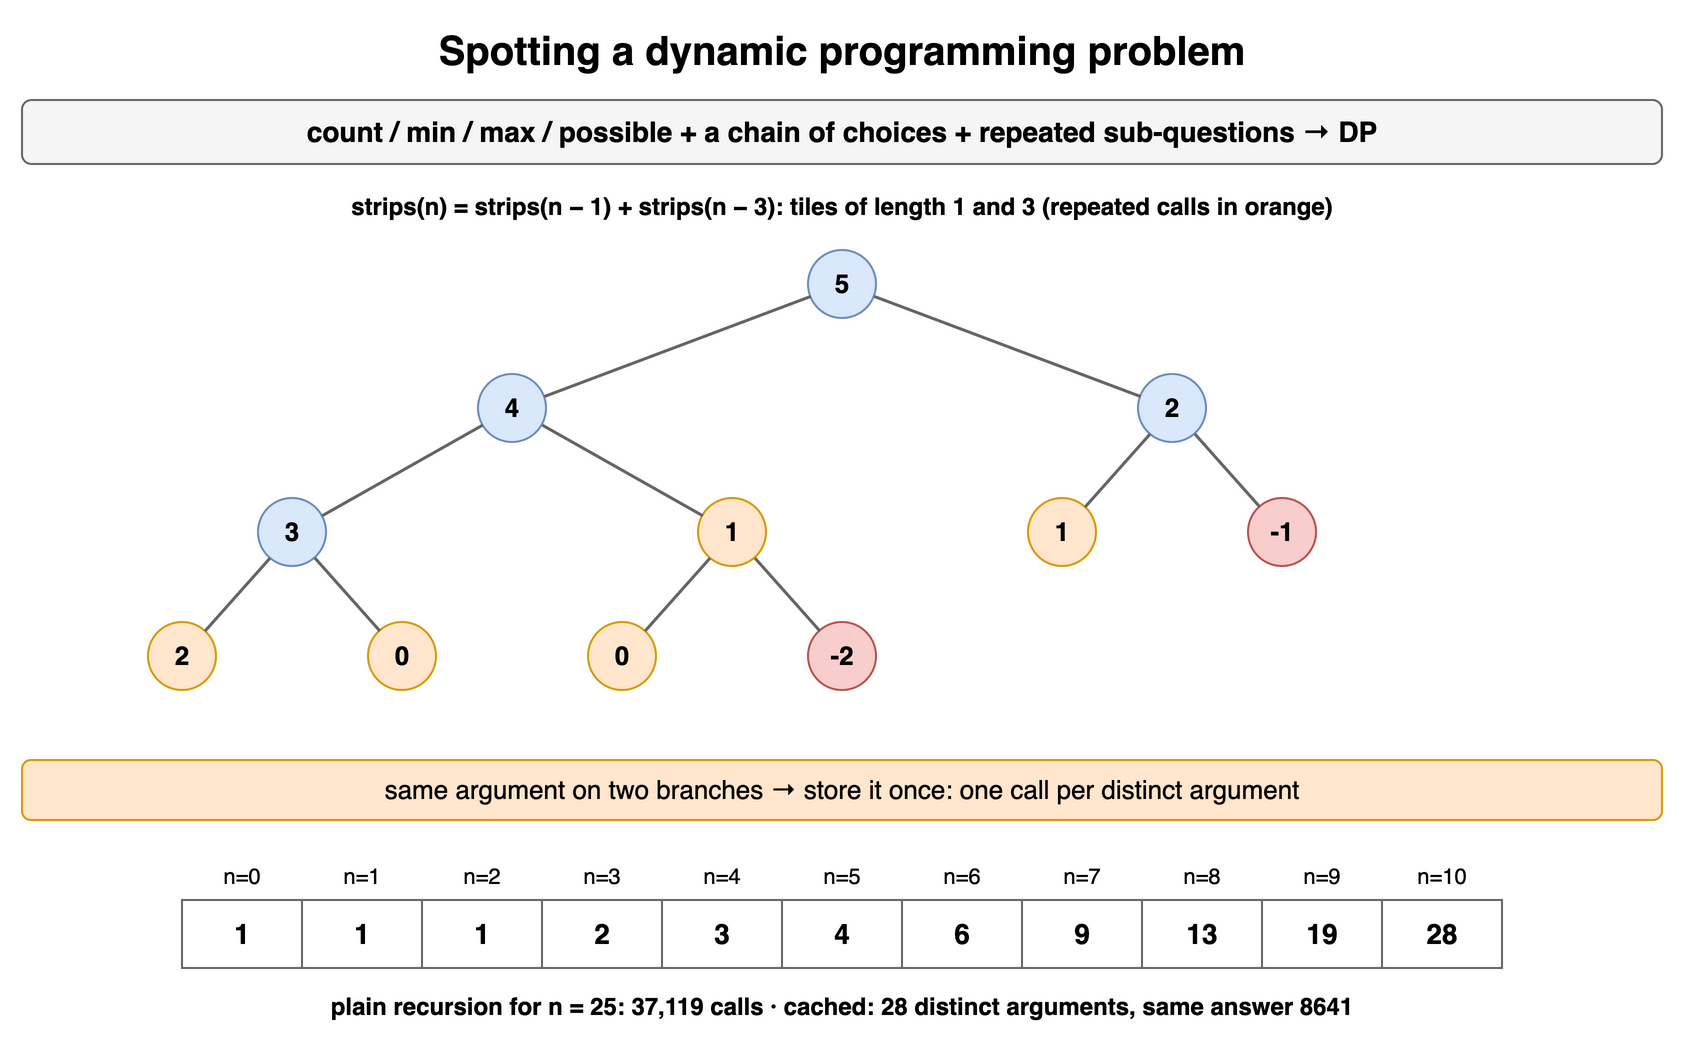 Spotting a dynamic programming problem
count / min / max / possible + a chain of choices + repeated sub-questions → DP
strips(n) = strips(n − 1) + strips(n − 3): tiles of length 1 and 3 (repeated calls in orange)
5
4 2
3 1 1 -1
2 0 0 -2
same argument on two branches → store it once: one call per distinct argument
n=0 n=1 n=2 n=3 n=4 n=5 n=6 n=7 n=8 n=9 n=10
1 1 1 2 3 4 6 9 13 19 28
plain recursion for n = 25: 37,119 calls · cached: 28 distinct arguments, same answer 8641